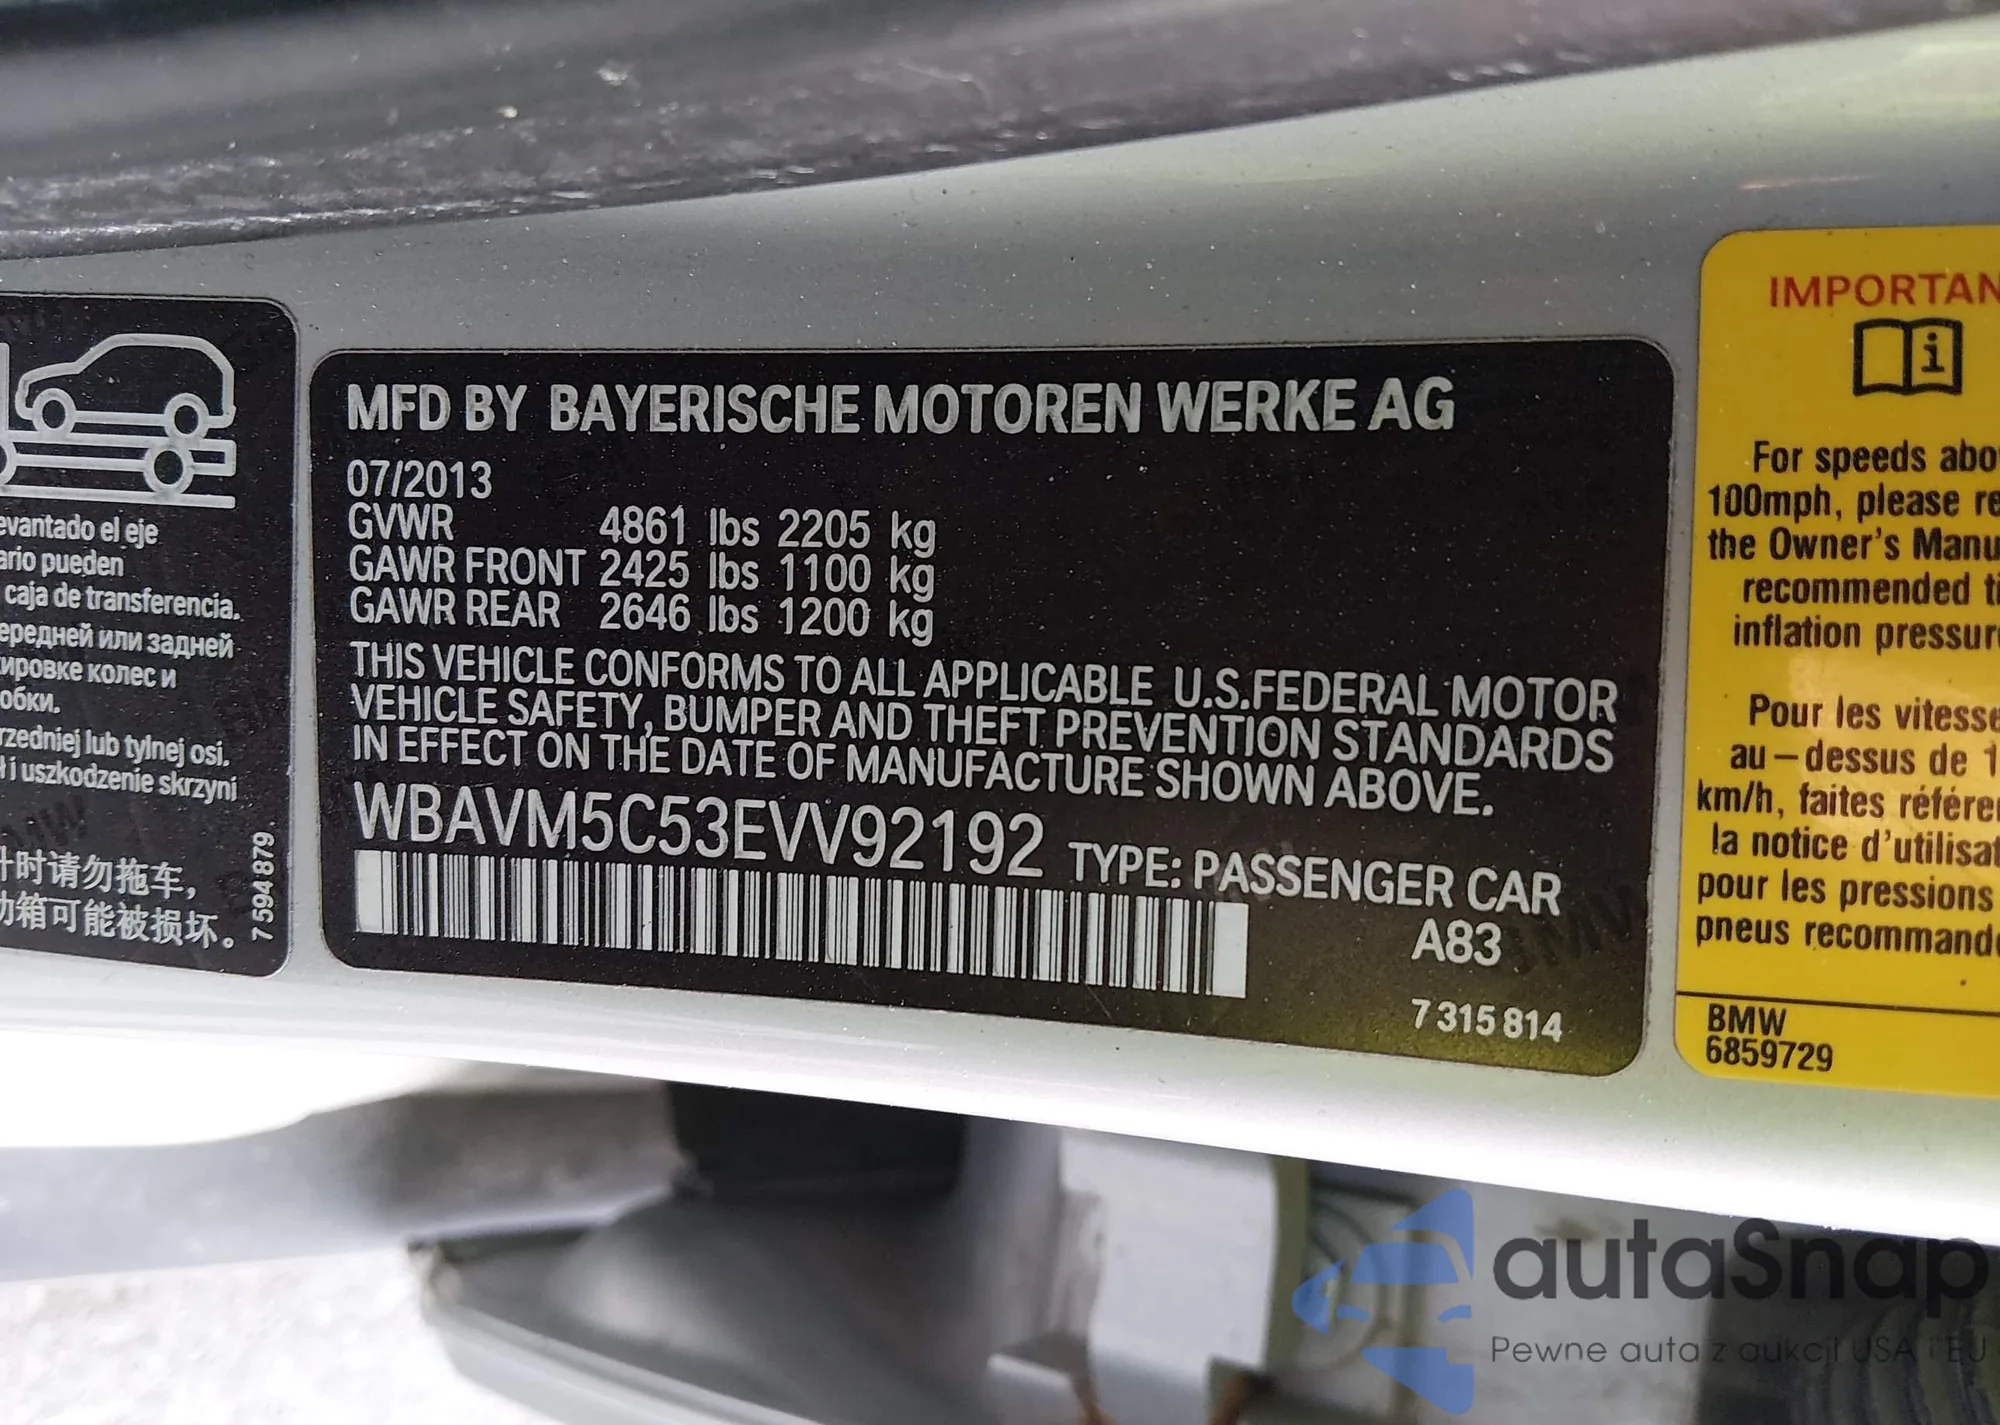 evantado el eje
ario pueden
caja de transferencia.
ередней или задней
ировке колес и
обки.
rzedniej lub tylnej osi.
i uszkodzenie skrzyni
时请勿拖车,
动箱可能被损坏。
7 594 879
MFD BY BAYERISCHE MOTOREN WERKE AG
07/2013
GVWR 4861 lbs 2205 kg
GAWR FRONT 2425 lbs 1100 kg
GAWR REAR 2646 lbs 1200 kg
THIS VEHICLE CONFORMS TO ALL APPLICABLE U.S.FEDERAL MOTOR
VEHICLE SAFETY, BUMPER AND THEFT PREVENTION STANDARDS
IN EFFECT ON THE DATE OF MANUFACTURE SHOWN ABOVE.
WBAVM5C53EVV92192 TYPE: PASSENGER CAR
A83
7 315 814
IMPORTAN
For speeds abo
100mph, please re
the Owner's Manu
recommended ti
inflation pressur
Pour les vitesse
au-dessus de 1
km/h, faites référe
la notice d'utilisat
pour les pressions
pneus recommand
BMW
6859729
autaSnap
Pewne auta z aukcji USA i EU